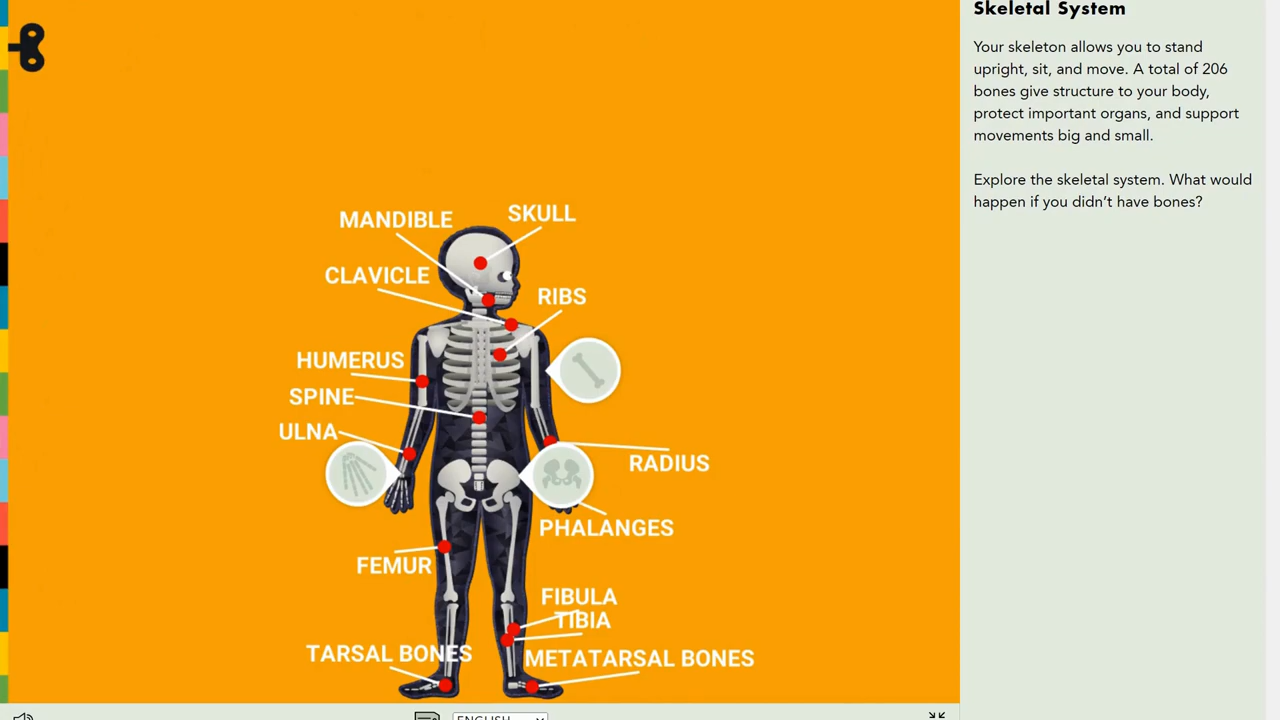 Skeletal System
Your skeleton allows you to stand
upright, sit, and move. A total of 206
bones give structure to your body,
protect important organs, and support
movements big and small.
Explore the skeletal system. What would
happen if you didn’t have bones?
SKULL
MANDIBLE
CLAVICLE
RIBS
HUMERUS
SPINE
ULNA
RADIUS
PHALANGES
FEMUR
FIBULA
TIBIA
TARSAL BONES
METATARSAL BONES
ENGLISH